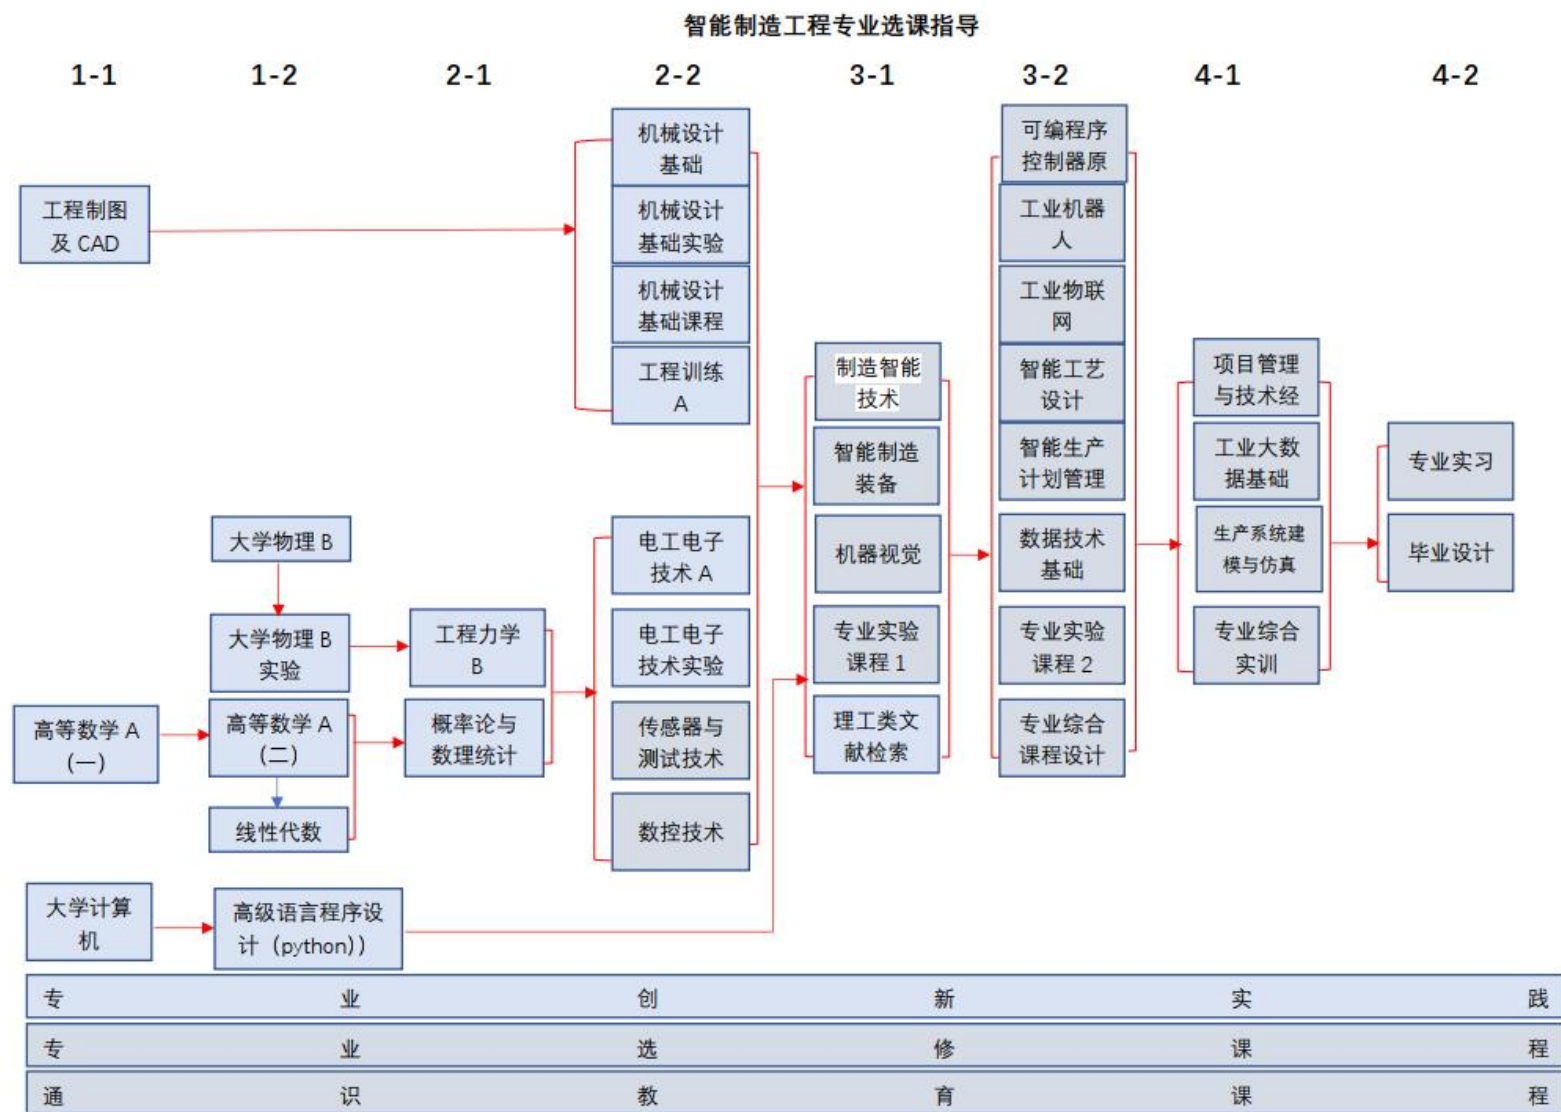 智能制造工程专业选课指导
1-1
1-2
2-1
2-2
3-1
3-2
4-1
4-2
工程制图
及 CAD
高等数学 A
(一)
大学计算
机
大学物理 B
大学物理 B
实验
高等数学 A
(二)
线性代数
高级语言程序设
计（python)）
工程力学
B
概率论与
数理统计
机械设计
基础
机械设计
基础实验
机械设计
基础课程
工程训练
A
电工电子
技术 A
电工电子
技术实验
传感器与
测试技术
数控技术
制造智能
技术
智能制造
装备
机器视觉
专业实验
课程 1
理工类文
献检索
可编程序
控制器原
工业机器
人
工业物联
网
智能工艺
设计
智能生产
计划管理
数据技术
基础
专业实验
课程 2
专业综合
课程设计
项目管理
与技术经
工业大数
据基础
生产系统建
模与仿真
专业综合
实训
专业实习
毕业设计
专 业 创 新 实 践
专 业 选 修 课 程
通 识 教 育 课 程